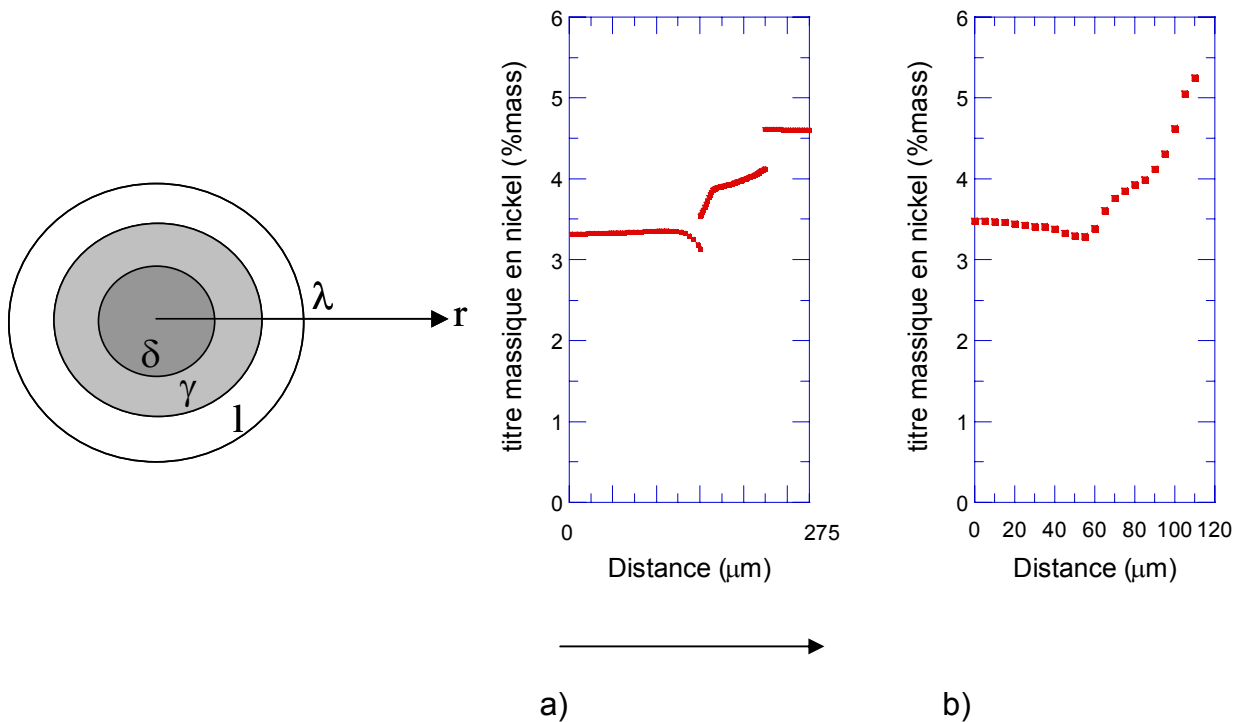 δ
γ
l
λ
r
titre massique en nickel (%mass)
6
5
4
3
2
1
0
0
275
Distance (μm)
a)
titre massique en nickel (%mass)
6
5
4
3
2
1
0
0 20 40 60 80 100 120
Distance (μm)
b)